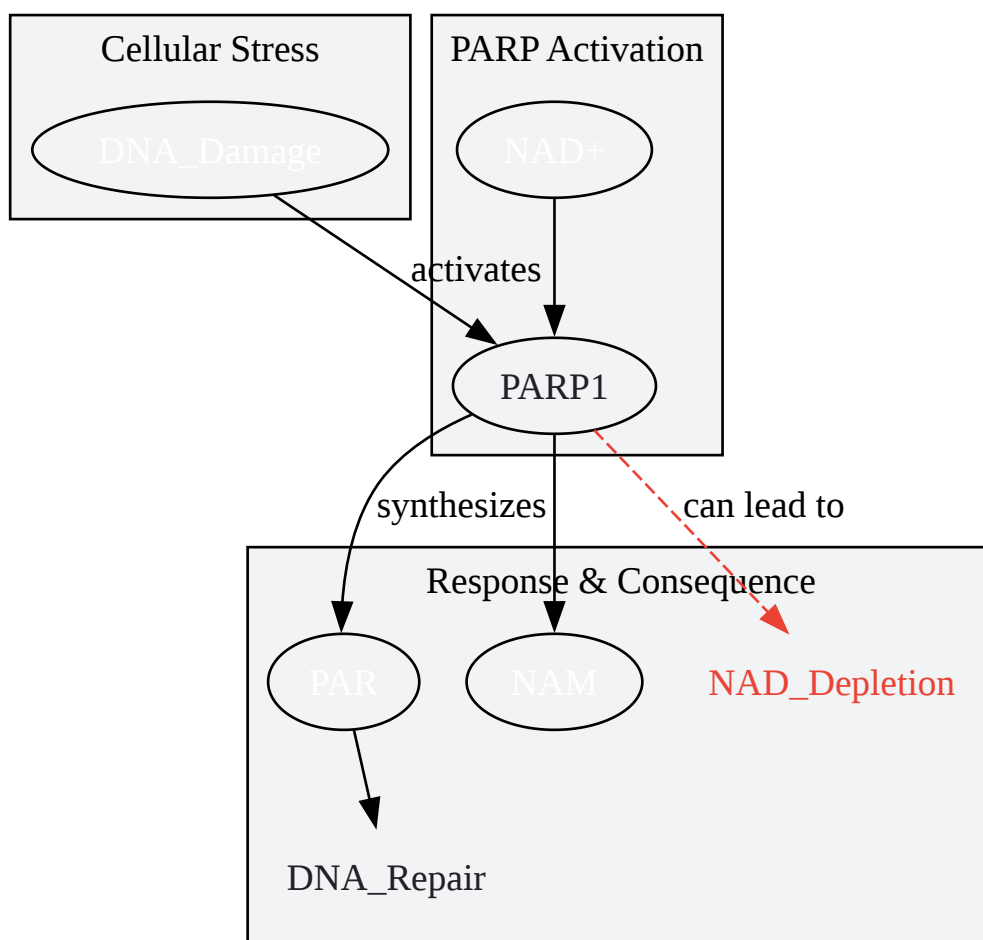 Cellular Stress
PARP Activation
DNA_Damage
NAD+
activates
PARP1
synthesizes
can lead to
Response & Consequence
PAR
NAM
NAD_Depletion
DNA_Repair